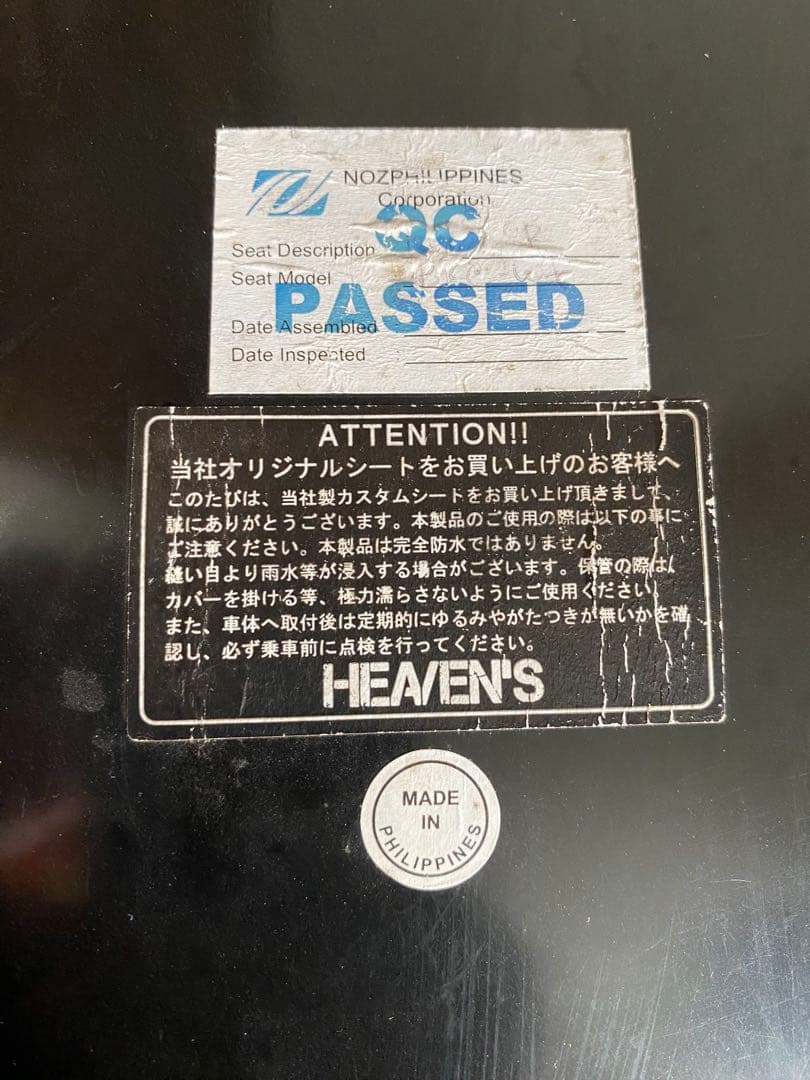 NOZPHILIPPINES
Corporation
QC
Seat Description
Seat Model
PASSED
Date Assembled
Date Inspected
ATTENTION!!
当社オリジナルシートをお買い上げのお客様へ
このたびは、当社製カスタムシートをお買い上げ頂きまして、
誠にありがとうございます。本製品のご使用の際は以下の事に
ご注意ください。本製品は完全防水ではありません。
縫い目より雨水等が浸入する場合がございます。保管の際は、
カバーを掛ける等、極力濡らさないようにご使用ください。
また、車体へ取付後は定期的にゆるみやがたつきが無いかを確
認し、必ず乗車前に点検を行ってください。
HEAVEN'S
MADE
IN
PHILIPPINES